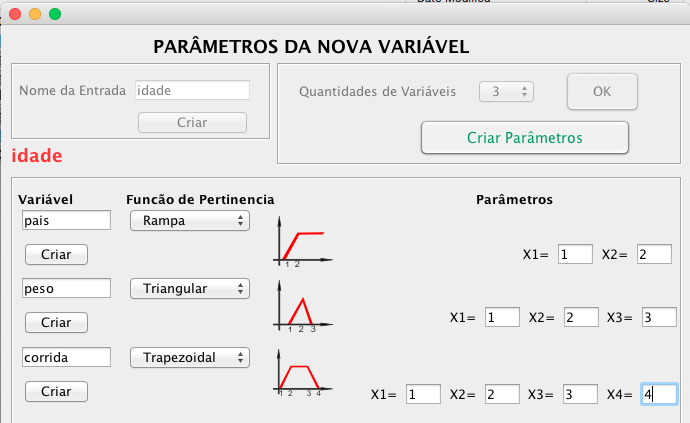 Date Modified Size
PARÂMETROS DA NOVA VARIÁVEL
Nome da Entrada idade
Criar
Quantidades de Variáveis 3 OK
Criar Parâmetros
idade
Variável Funcão de Pertinencia Parâmetros
pais Rampa
1 2
Criar X1= 1 X2= 2
peso Triangular
1 2 3
Criar X1= 1 X2= 2 X3= 3
corrida Trapezoidal
1 2 3 4
Criar X1= 1 X2= 2 X3= 3 X4= 4